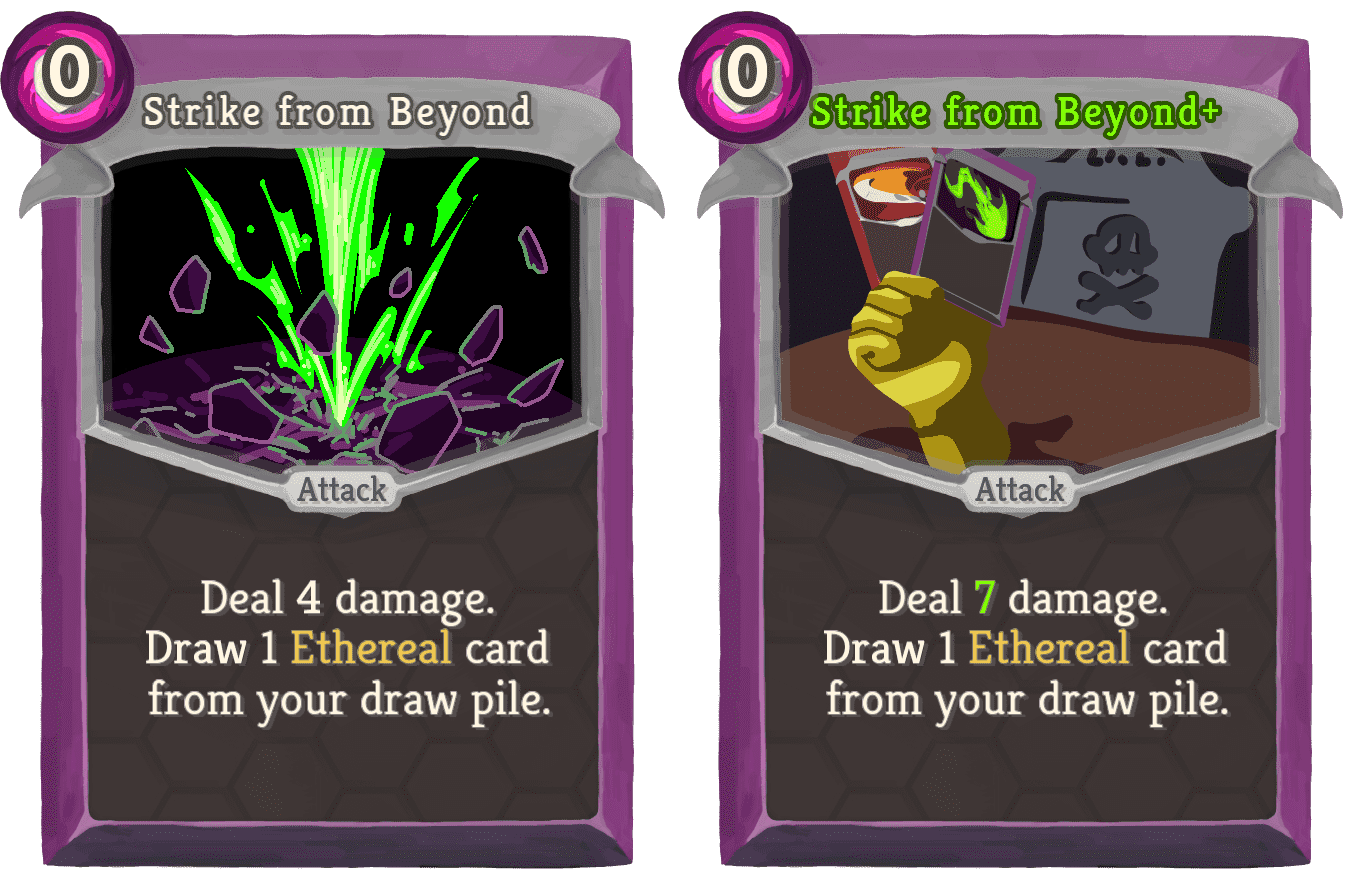 0
Strike from Beyond
Attack
Deal 4 damage.
Draw 1 Ethereal card
from your draw pile.
0
Strike from Beyond+
Attack
Deal 7 damage.
Draw 1 Ethereal card
from your draw pile.